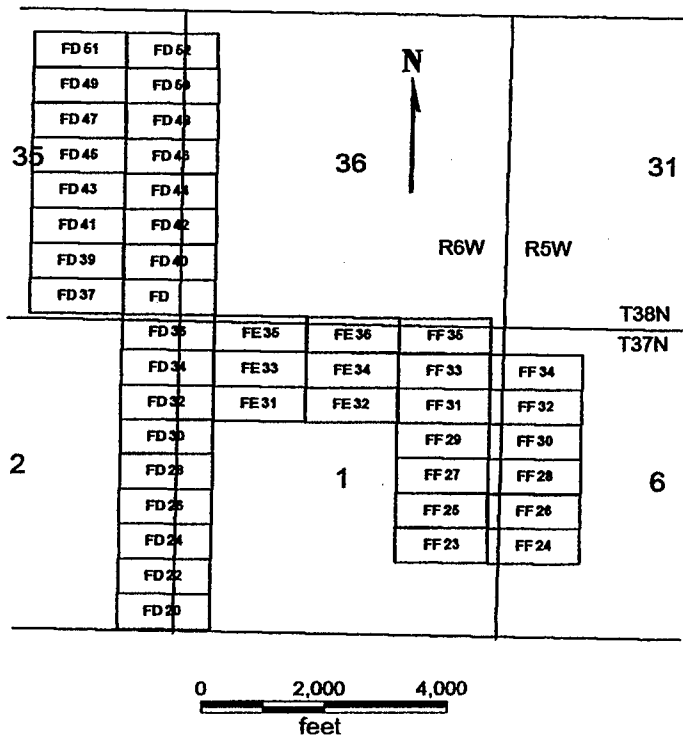 FD 51 FD 52
N
FD 49 FD 50
FD 47 FD 48
35 FD 45 FD 46 36 31
FD 43 FD 44
FD 41 FD 42
R6W R5W
FD 39 FD 40
FD 37 FD
T38N
FD 36 FE 35 FE 36 FF 35
T37N
FD 34 FE 33 FE 34 FF 33 FF 34
FD 32 FE 31 FE 32 FF 31 FF 32
FD 30 FF 29 FF 30
2 FD 28 1 FF 27 FF 28 6
FD 26 FF 25 FF 26
FD 24 FF 23 FF 24
FD 22
FD 20
0 2,000 4,000
feet